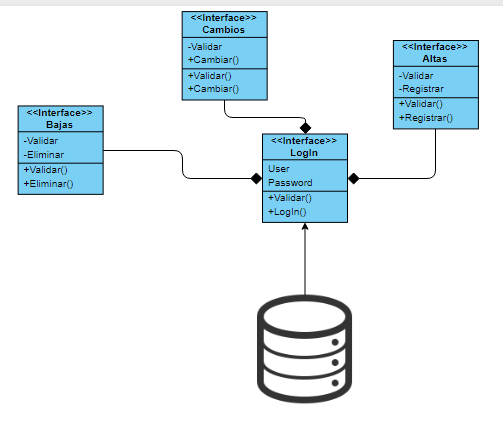 <<Interface>>
Cambios
-Validar
+Cambiar()
+Validar()
+Cambiar()
<<Interface>>
Altas
-Validar
-Registrar
+Validar()
+Registrar()
<<Interface>>
Bajas
-Validar
-Eliminar
+Validar()
+Eliminar()
<<Interface>>
LogIn
User
Password
+Validar()
+LogIn()